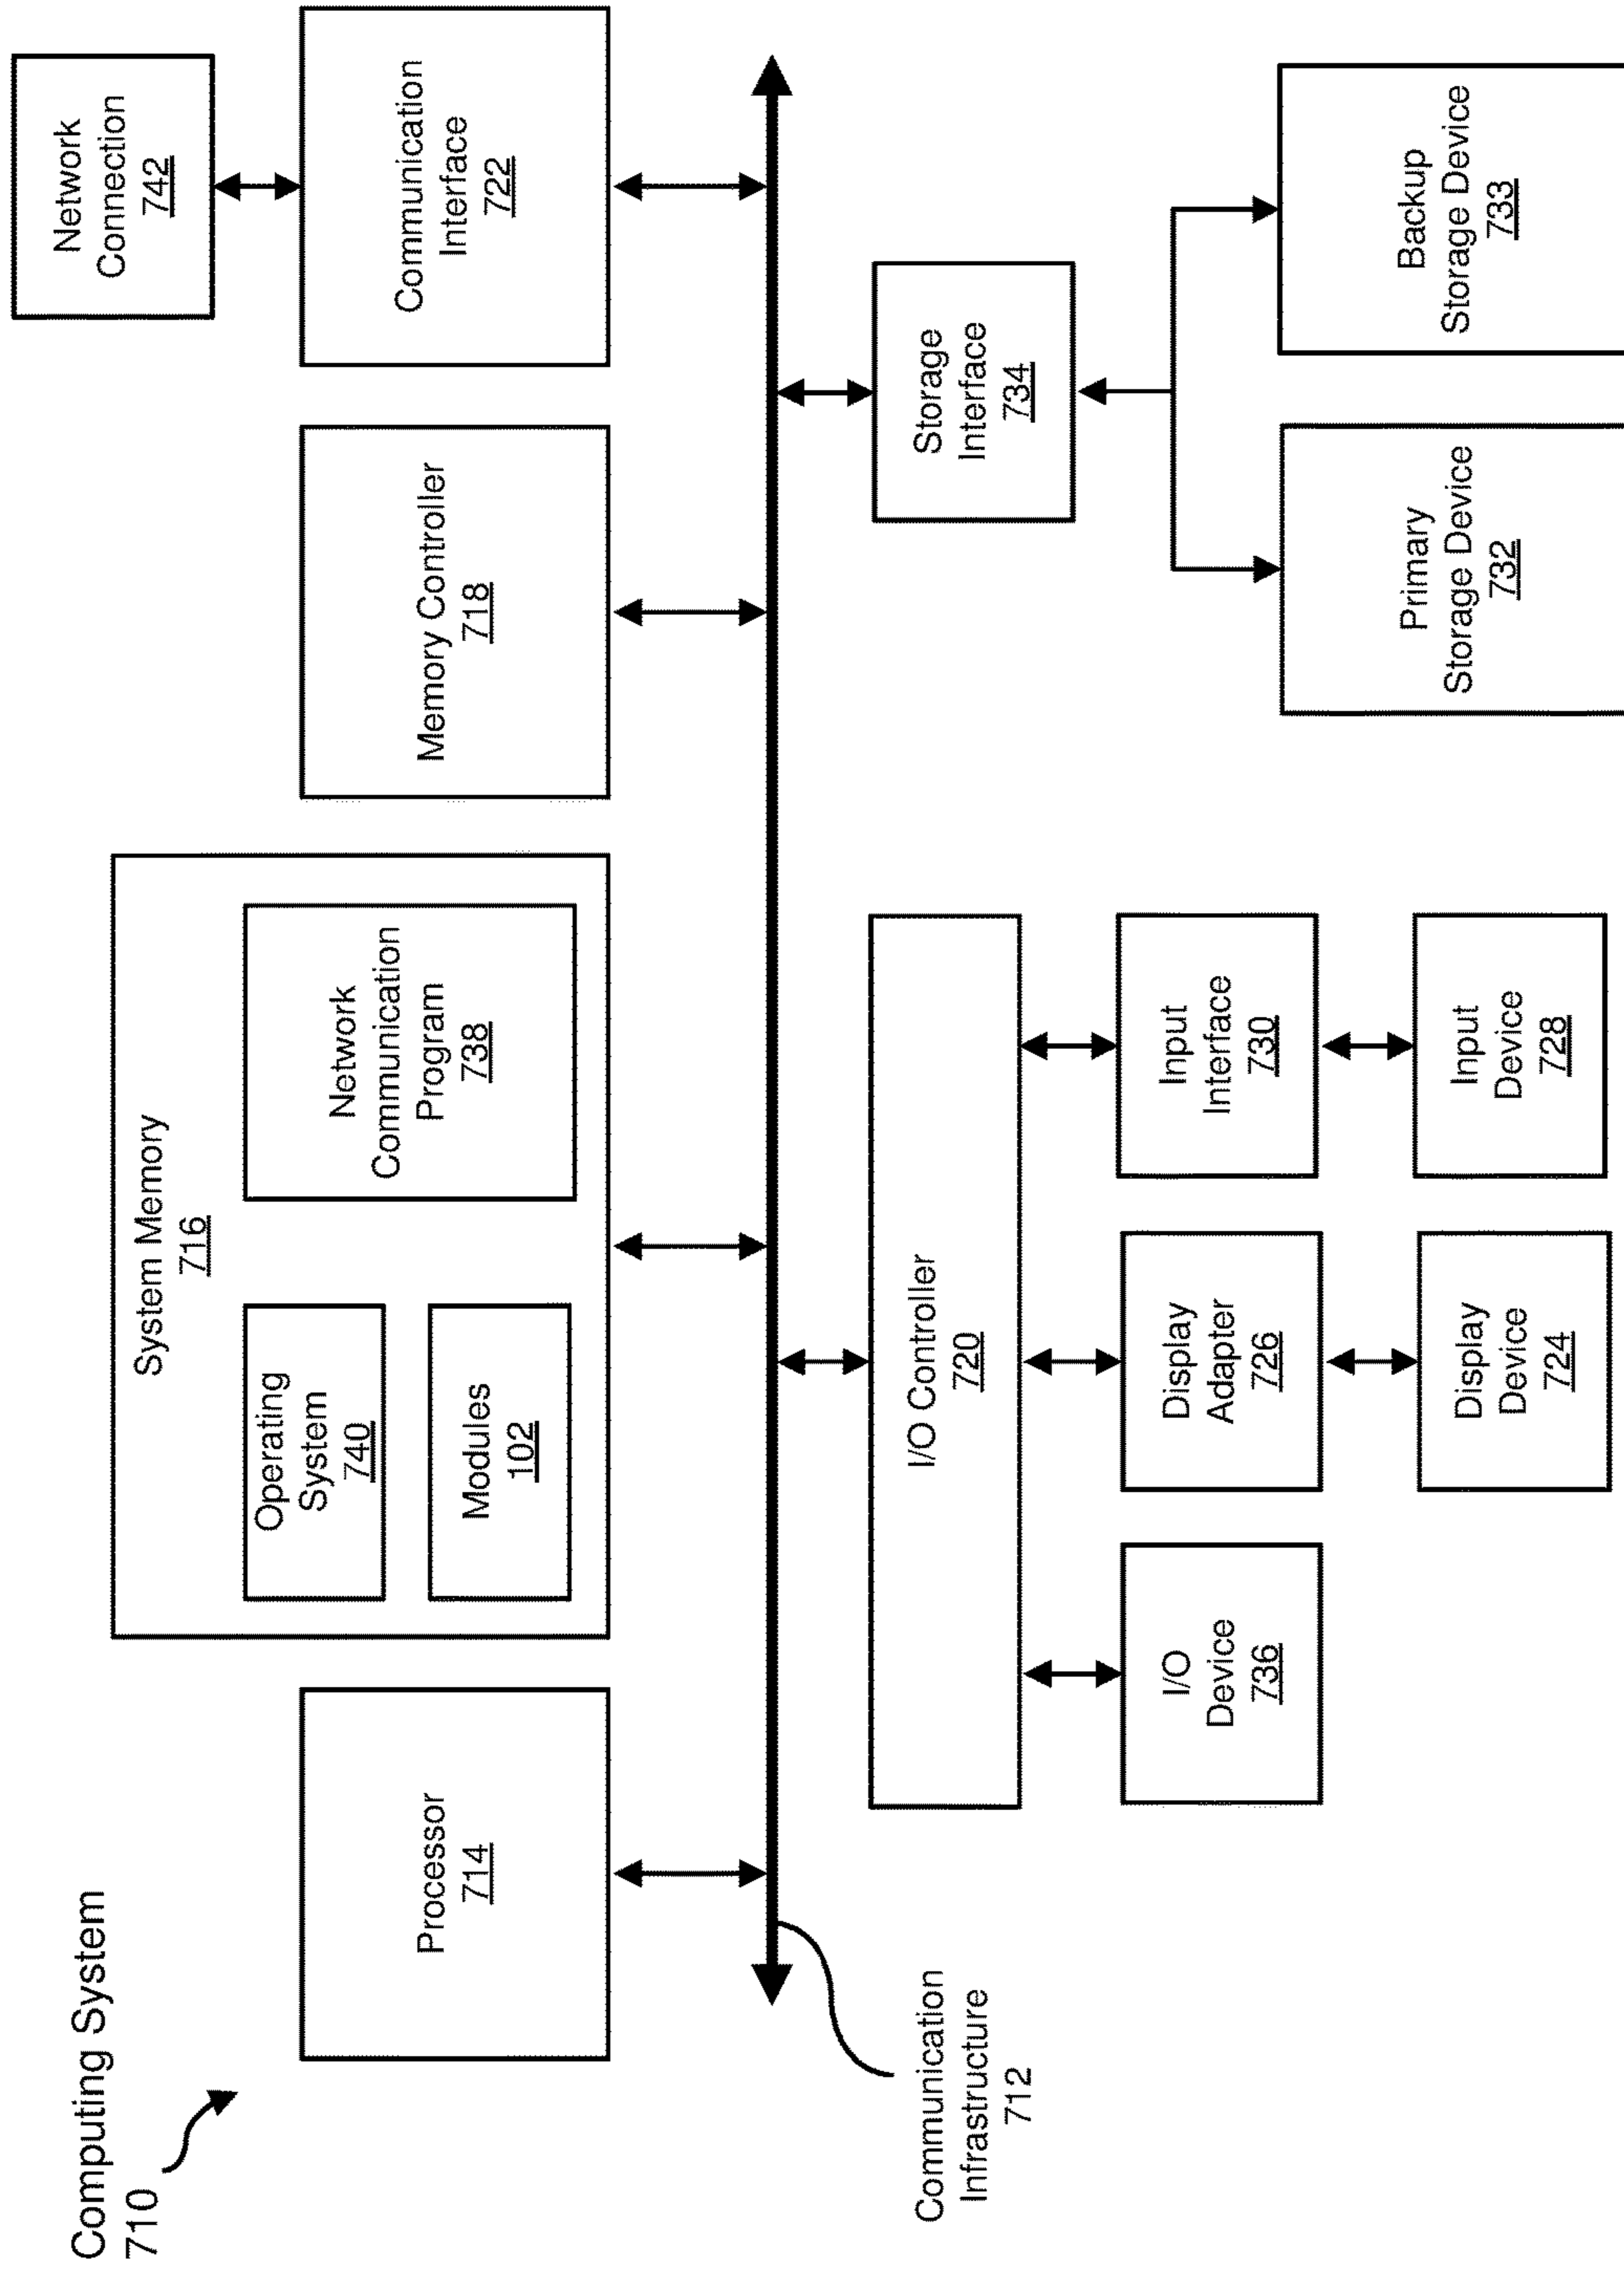 Computing System
710
Processor
714
System Memory
716
Operating
System
740
Modules
102
Network
Communication
Program
738
Memory Controller
718
Network
Connection
742
Communication
Interface
722
Communication
Infrastructure
712
I/O Controller
720
I/O
Device
736
Display
Adapter
726
Input
Interface
730
Display
Device
724
Input
Device
728
Storage
Interface
734
Primary
Storage Device
732
Backup
Storage Device
733